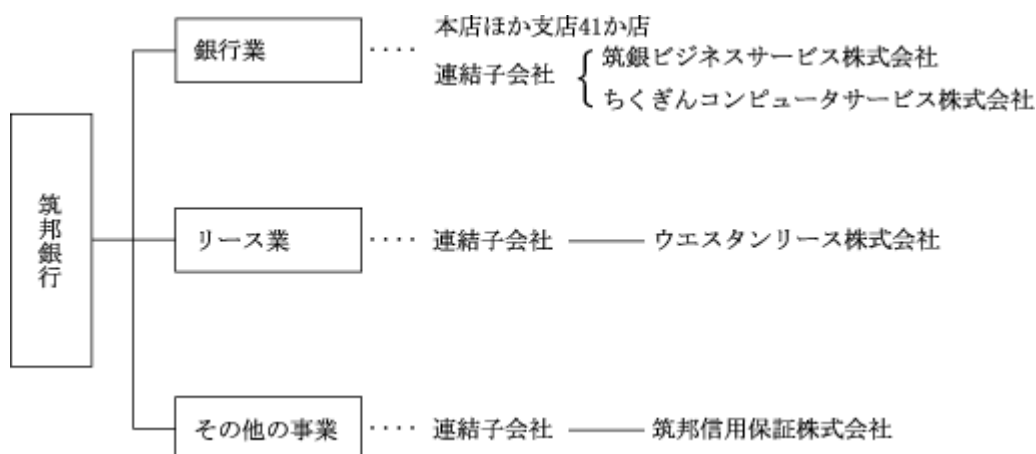 筑邦銀行
銀行業
‥‥
本店ほか支店41か店
連結子会社
筑銀ビジネスサービス株式会社
ちくぎんコンピュータサービス株式会社
リース業
‥‥
連結子会社
ウエスタンリース株式会社
その他の事業
‥‥
連結子会社
筑邦信用保証株式会社